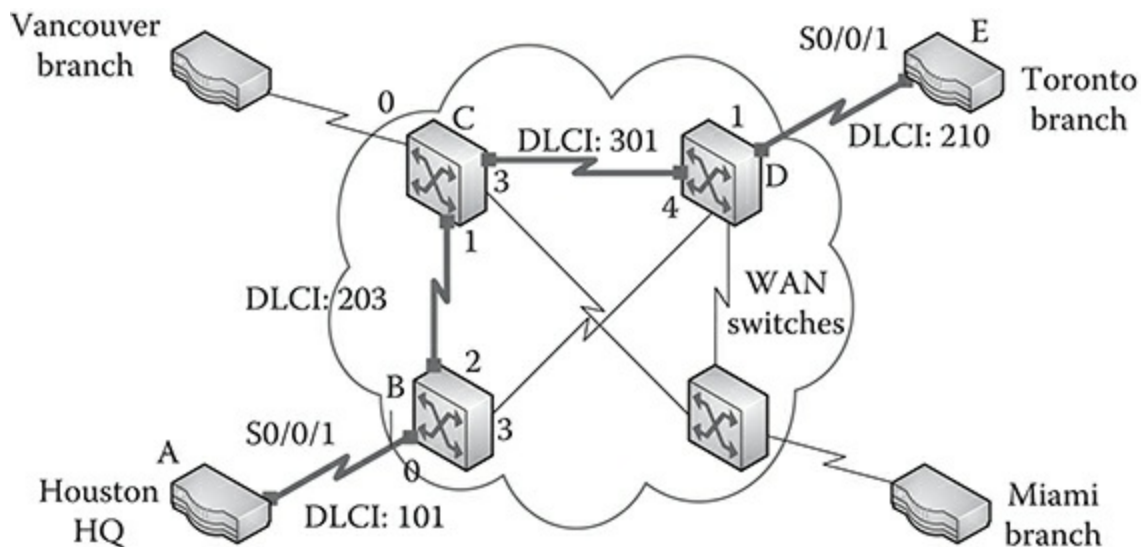 Vancouver
branch
0
C
DLCI: 301
3
1
S0/0/1
E
Toronto
branch
DLCI: 210
1
D
4
DLCI: 203
WAN
switches
2
B
3
S0/0/1
0
A
Houston
HQ
DLCI: 101
Miami
branch